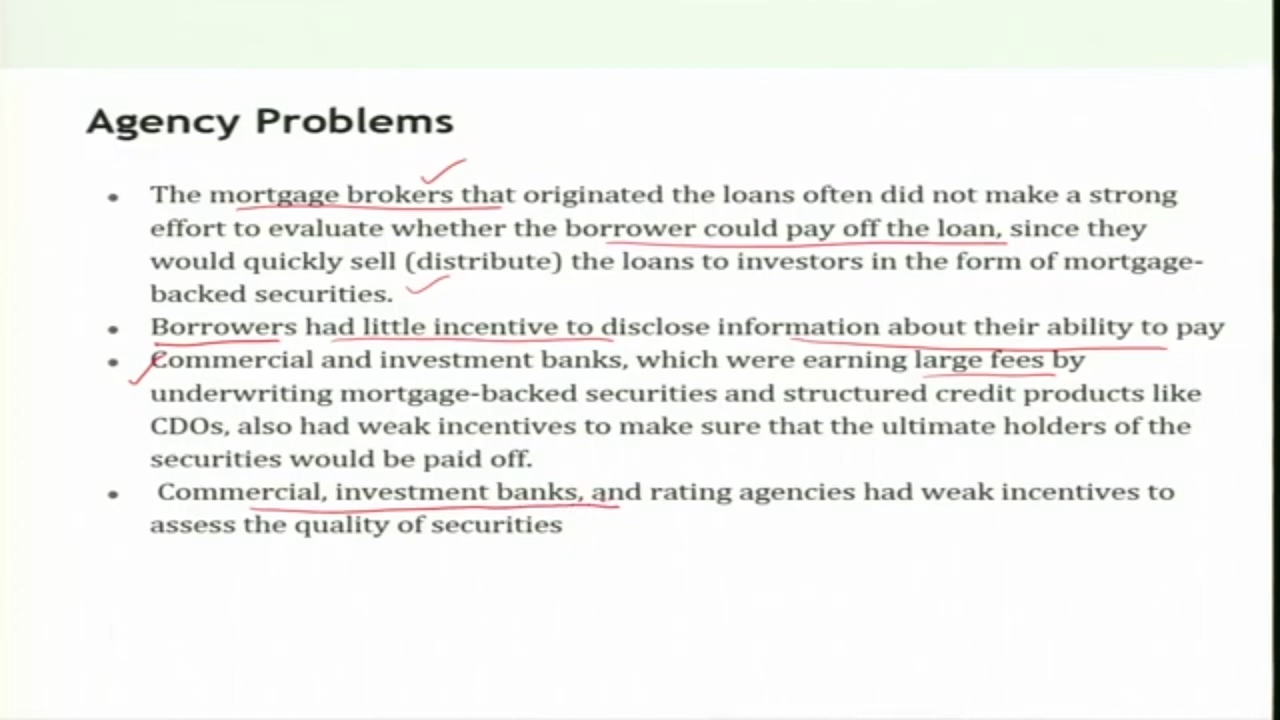 Agency Problems
• The mortgage brokers that originated the loans often did not make a strong
effort to evaluate whether the borrower could pay off the loan, since they
would quickly sell (distribute) the loans to investors in the form of mortgage-
backed securities.
• Borrowers had little incentive to disclose information about their ability to pay
• Commercial and investment banks, which were earning large fees by
underwriting mortgage-backed securities and structured credit products like
CDOs, also had weak incentives to make sure that the ultimate holders of the
securities would be paid off.
• Commercial, investment banks, and rating agencies had weak incentives to
assess the quality of securities